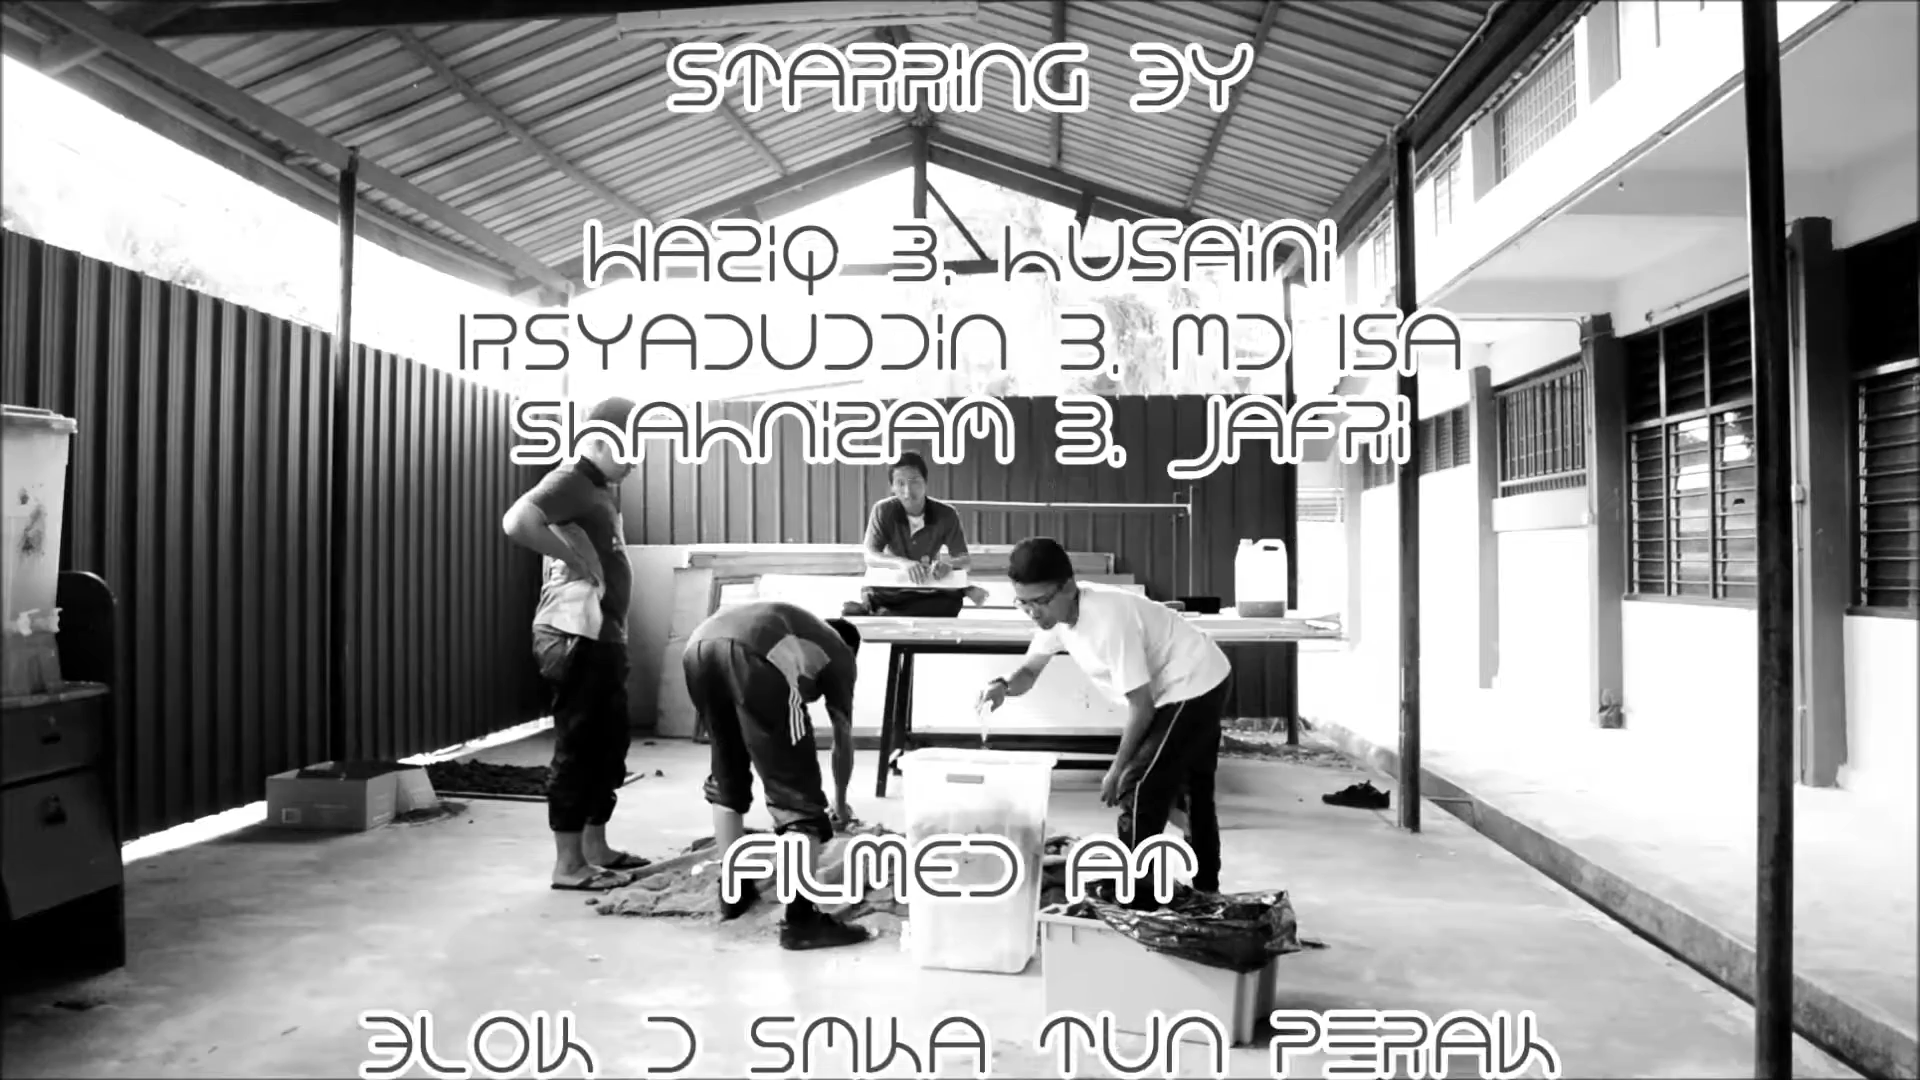 STARRING BY
HAZIQ B. HUSAINI
IRSYADUDDIN B. MD ISA
SHAHNIZAM B. JAFRI
FILMED AT
BLOK D SMKA TUN PERAK